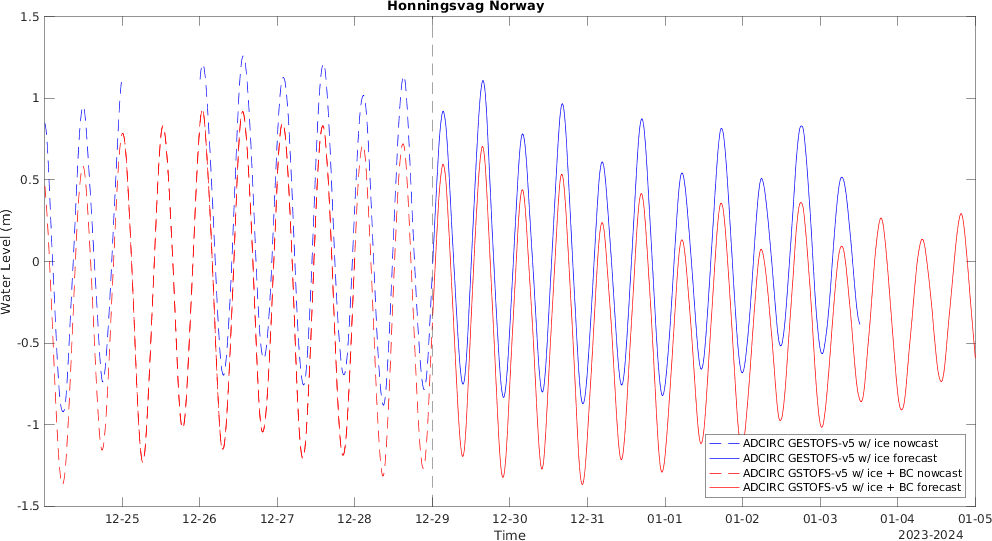 Honningsvag Norway
1.5
1
0.5
0
-0.5
-1
-1.5
Water Level (m)
12-25 12-26 12-27 12-28 12-29 12-30 12-31 01-01 01-02 01-03 01-04 01-05
Time
2023-2024
ADCIRC GESTOFS-v5 w/ ice nowcast
ADCIRC GESTOFS-v5 w/ ice forecast
ADCIRC GSTOFS-v5 w/ ice + BC nowcast
ADCIRC GSTOFS-v5 w/ ice + BC forecast